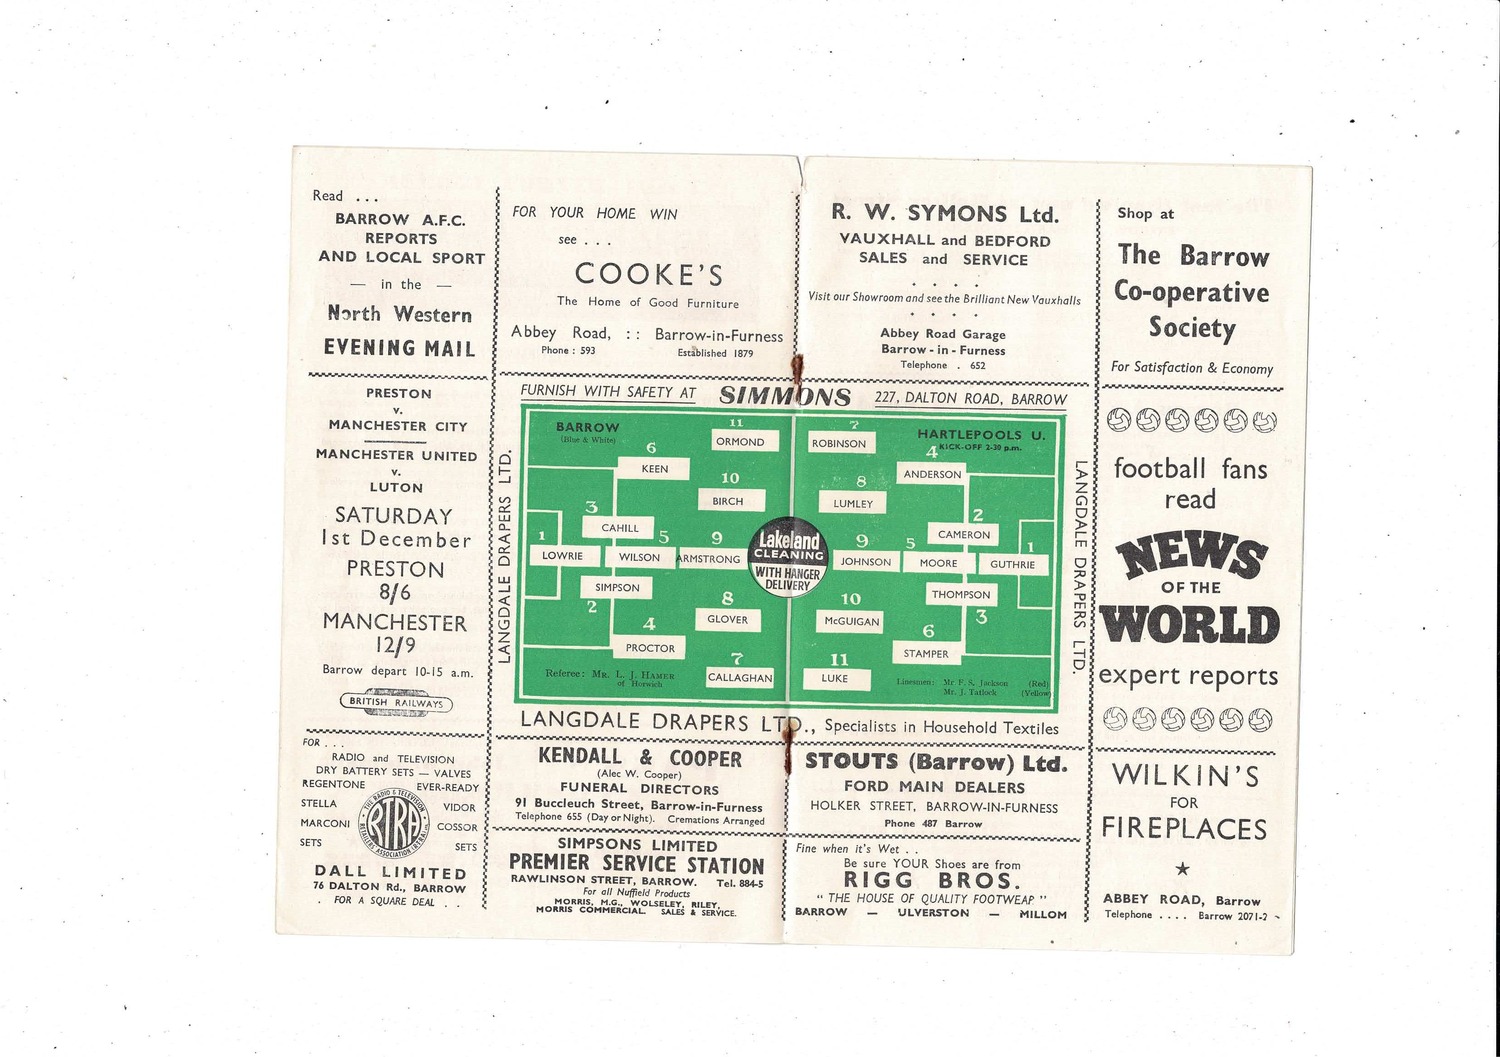 Read ...
BARROW A.F.C.
REPORTS
AND LOCAL SPORT
— in the —
North Western
EVENING MAIL
PRESTON
v.
MANCHESTER CITY
MANCHESTER UNITED
v.
LUTON
SATURDAY
1st December
PRESTON
8/6
MANCHESTER
12/9
Barrow depart 10-15 a.m.
BRITISH RAILWAYS
FOR . . .
RADIO and TELEVISION
DRY BATTERY SETS — VALVES
REGENTONE EVER-READY
STELLA VIDOR
MARCONI COSSOR
SETS SETS
THE RADIO & TELEVISION
RTRA
RETAILERS ASSOCIATION
DALL LIMITED
76 DALTON Rd., BARROW
. FOR A SQUARE DEAL . .
FOR YOUR HOME WIN
see . . .
COOKE'S
The Home of Good Furniture
Abbey Road, :: Barrow-in-Furness
Phone : 593 Established 1879
R. W. SYMONS Ltd.
VAUXHALL and BEDFORD
SALES and SERVICE
. . . .
Visit our Showroom and see the Brilliant New Vauxhalls
. . . .
Abbey Road Garage
Barrow - in - Furness
Telephone . 652
FURNISH WITH SAFETY AT SIMMONS 227, DALTON ROAD, BARROW
LANGDALE DRAPERS LTD.
BARROW
(Blue & White)
HARTLEPOOLS U.
KICK-OFF 2-30 p.m.
11
ORMOND
7
ROBINSON
6
KEEN
4
ANDERSON
10
BIRCH
8
LUMLEY
3
CAHILL
2
CAMERON
1
LOWRIE
5
WILSON
9
ARMSTRONG
Lakeland
CLEANING
WITH HANGER
DELIVERY
9
JOHNSON
5
MOORE
1
GUTHRIE
SIMPSON
2
THOMPSON
3
8
GLOVER
10
McGUIGAN
4
PROCTOR
6
STAMPER
7
CALLAGHAN
11
LUKE
Referee: MR. L. J. HAMER
of Horwich
Linesmen: Mr F. S. Jackson (Red)
Mr. J. Tatlock (Yellow)
LANGDALE DRAPERS LTD.
LANGDALE DRAPERS LTD., Specialists in Household Textiles
KENDALL & COOPER
(Alec W. Cooper)
FUNERAL DIRECTORS
91 Buccleuch Street, Barrow-in-Furness
Telephone 655 (Day or Night). Cremations Arranged
STOUTS (Barrow) Ltd.
FORD MAIN DEALERS
HOLKER STREET, BARROW-IN-FURNESS
Phone 487 Barrow
SIMPSONS LIMITED
PREMIER SERVICE STATION
RAWLINSON STREET, BARROW. Tel. 884-5
For all Nuffield Products
MORRIS, M.G., WOLSELEY, RILEY,
MORRIS COMMERCIAL. SALES & SERVICE.
Fine when it's Wet . .
Be sure YOUR Shoes are from
RIGG BROS.
" THE HOUSE OF QUALITY FOOTWEAR "
BARROW — ULVERSTON — MILLOM
Shop at
The Barrow
Co-operative
Society
For Satisfaction & Economy
football fans
read
NEWS
OF THE
WORLD
expert reports
WILKIN'S
FOR
FIREPLACES
ABBEY ROAD, Barrow
Telephone .... Barrow 2071-2